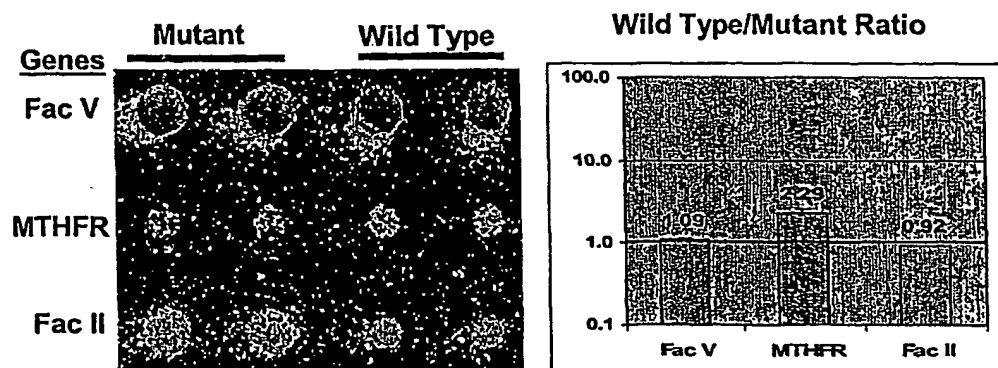 Mutant
Wild Type
Genes
Fac V
MTHFR
Fac II
Wild Type/Mutant Ratio
100.0
10.0
1.0
0.1
1.09
2.29
0.92
Fac V
MTHFR
Fac II